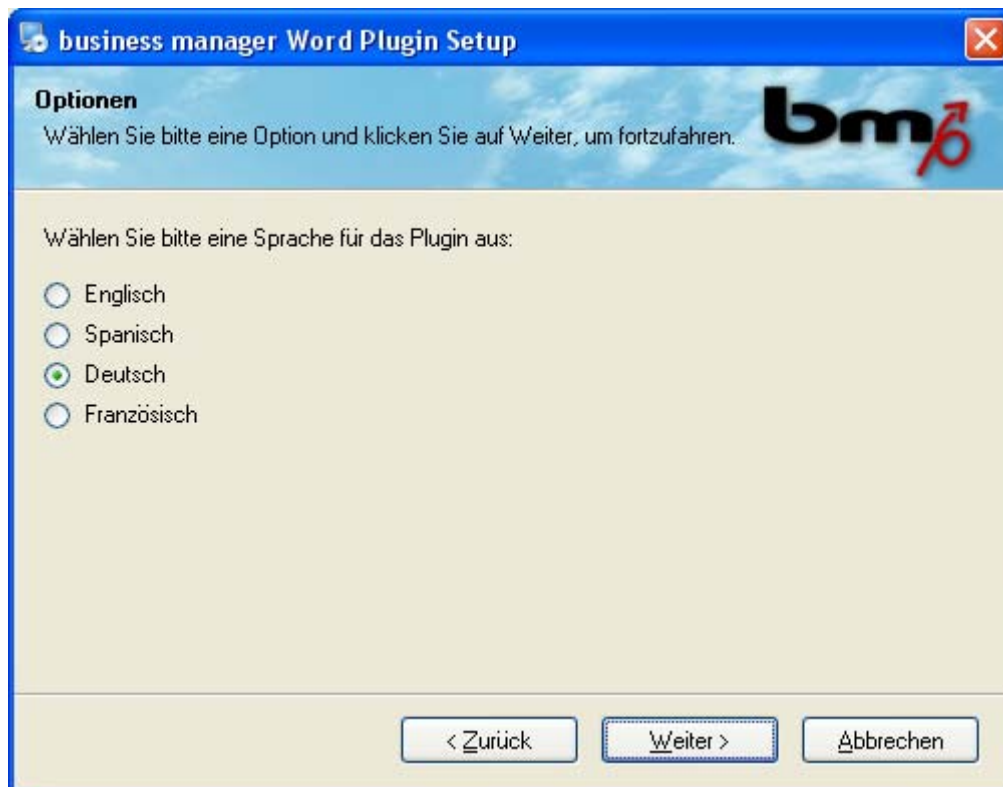 business manager Word Plugin Setup
Optionen
Wählen Sie bitte eine Option und klicken Sie auf Weiter, um fortzufahren.
bm6
Wählen Sie bitte eine Sprache für das Plugin aus:
Englisch
Spanisch
Deutsch
Französisch
< Zurück
Weiter >
Abbrechen